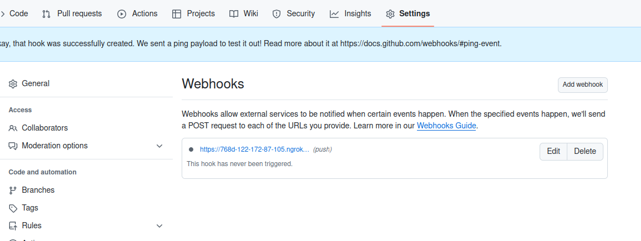 Code
Pull requests
Actions
Projects
Wiki
Security
Insights
Settings
kay, that hook was successfully created. We sent a ping payload to test it out! Read more about it at https://docs.github.com/webhooks/#ping-event.
General
Access
Collaborators
Moderation options
Code and automation
Branches
Tags
Rules
Webhooks
Add webhook
Webhooks allow external services to be notified when certain events happen. When the specified events happen, we'll send
a POST request to each of the URLs you provide. Learn more in our Webhooks Guide.
https://768d-122-172-87-105.ngrok... (push)
Edit
Delete
This hook has never been triggered.